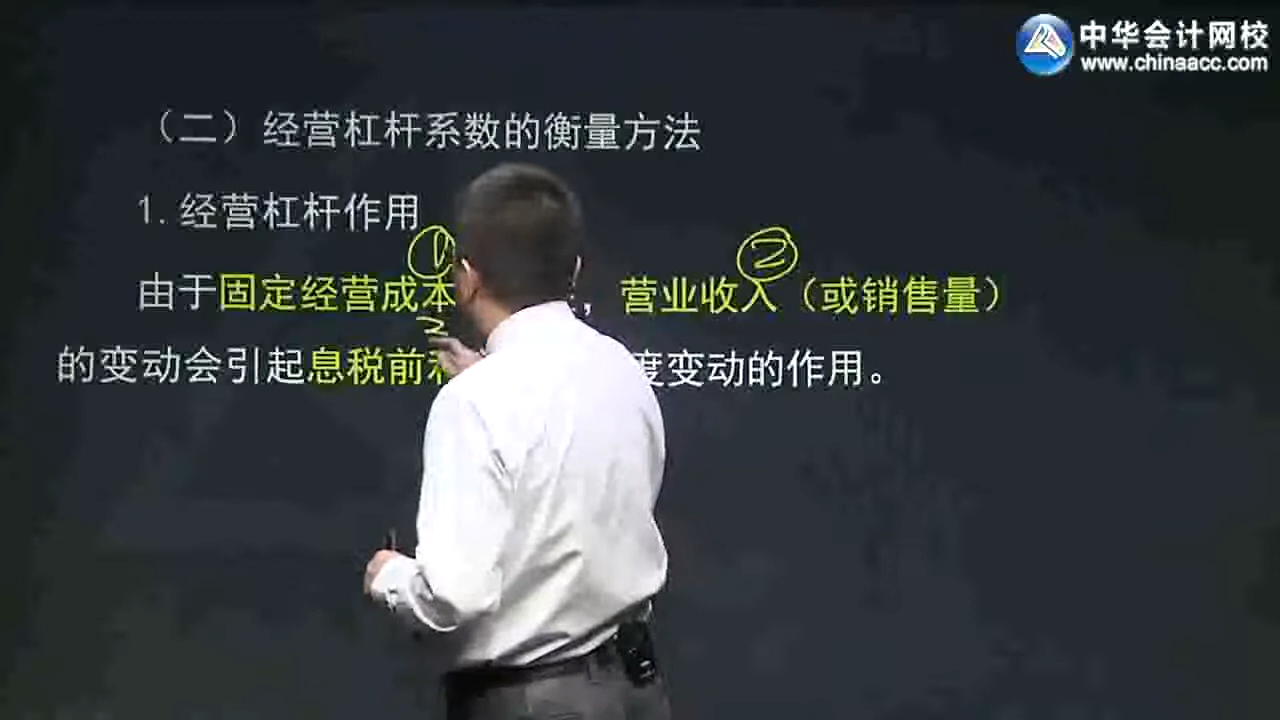 中华会计网校
www.chinaacc.com
（二）经营杠杆系数的衡量方法
1.经营杠杆作用
① ②
由于固定经营成本 ，营业收入（或销售量）
的变动会引起息税前 度变动的作用。